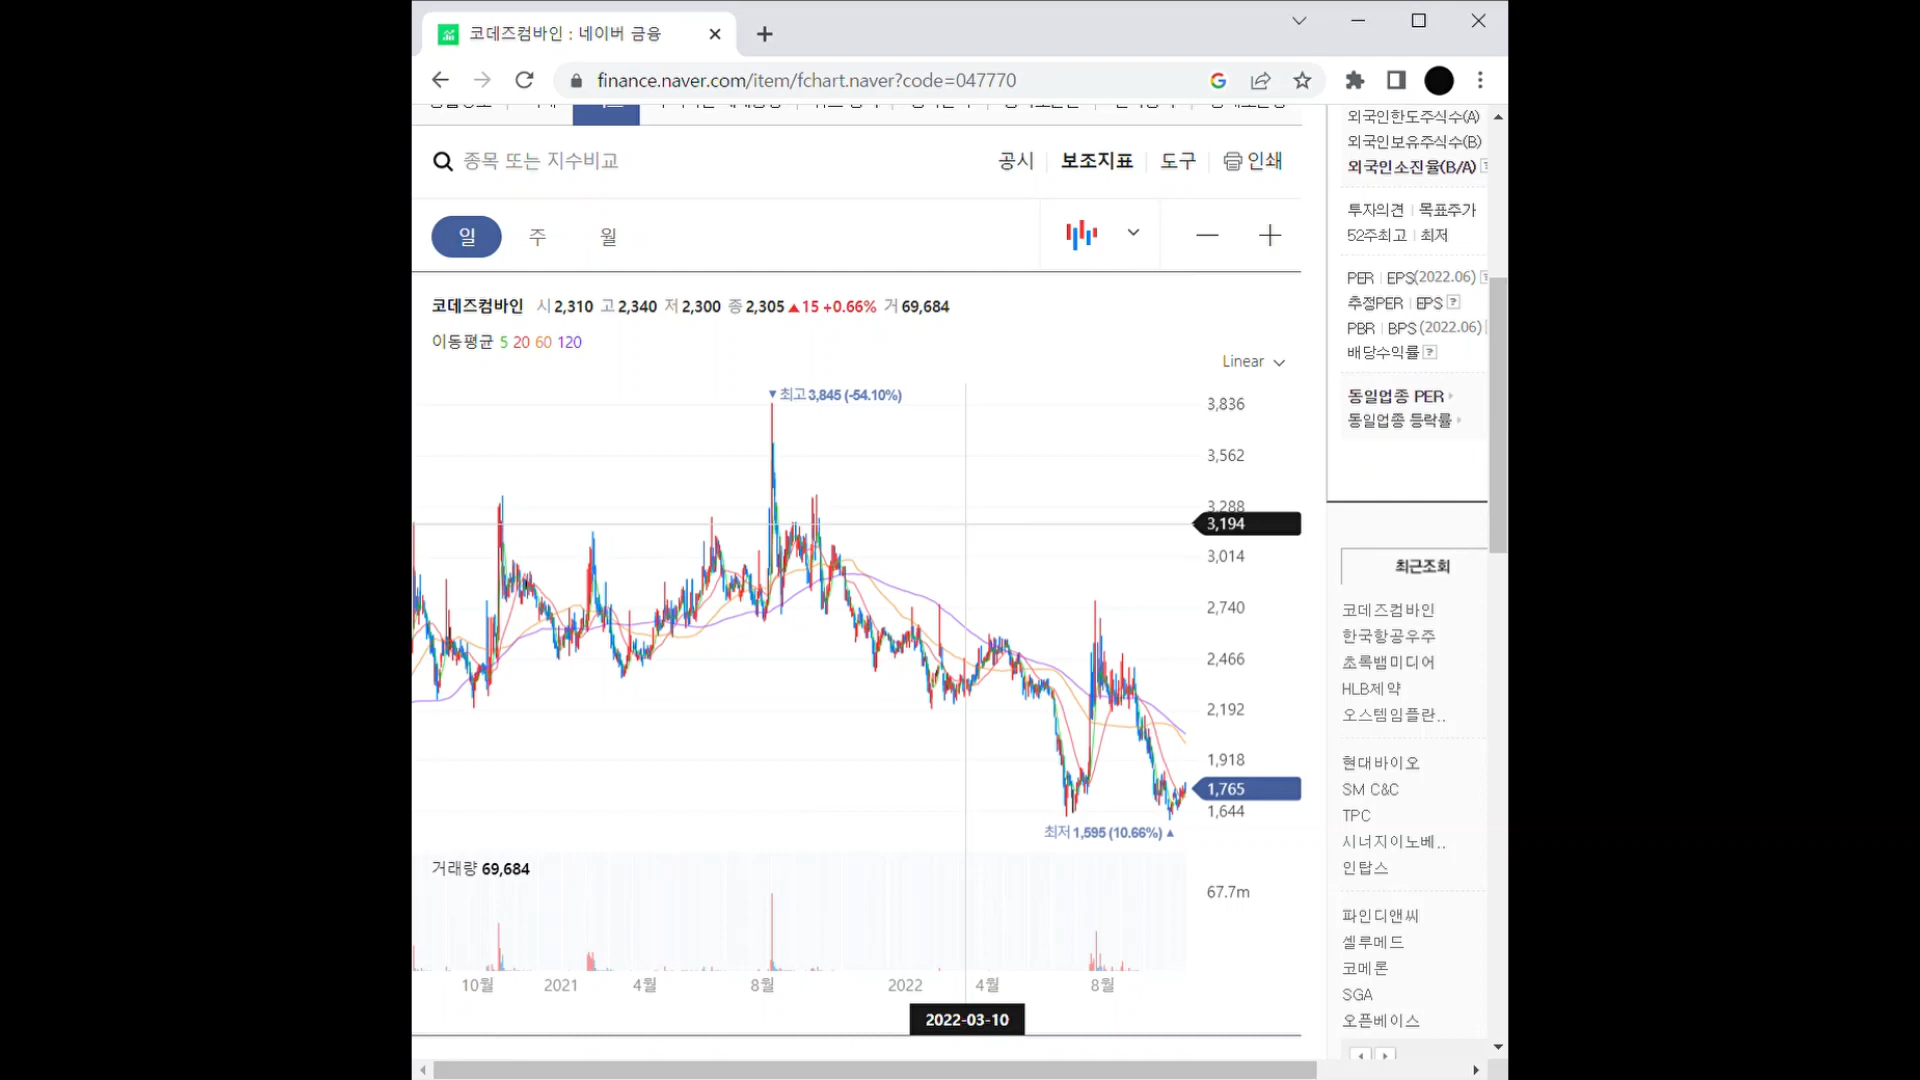 코데즈컴바인 : 네이버 금융
finance.naver.com/item/fchart.naver?code=047770
종목 또는 지수비교
공시 보조지표 도구 인쇄
일 주 월
코데즈컴바인 시 2,310 고 2,340 저 2,300 종 2,305 ▲ 15 +0.66% 거 69,684
이동평균 5 20 60 120
Linear
▼최고 3,845 (-54.10%)
3,836
3,562
3,288
3,194
3,014
2,740
2,466
2,192
1,918
1,765
1,644
최저 1,595 (10.66%) ▲
거래량 69,684
67.7m
10월 2021 4월 8월 2022 4월 8월
2022-03-10
외국인한도주식수(A)
외국인보유주식수(B)
외국인소진율(B/A) ?
투자의견 | 목표주가
52주최고 | 최저
PER | EPS(2022.06) ?
추정PER | EPS ?
PBR | BPS (2022.06)
배당수익률 ?
동일업종 PER
동일업종 등락률
최근조회
코데즈컴바인
한국항공우주
초록뱀미디어
HLB제약
오스템임플란..
현대바이오
SM C&C
TPC
시너지이노베..
인탑스
파인디앤씨
셀루메드
코메론
SGA
오픈베이스